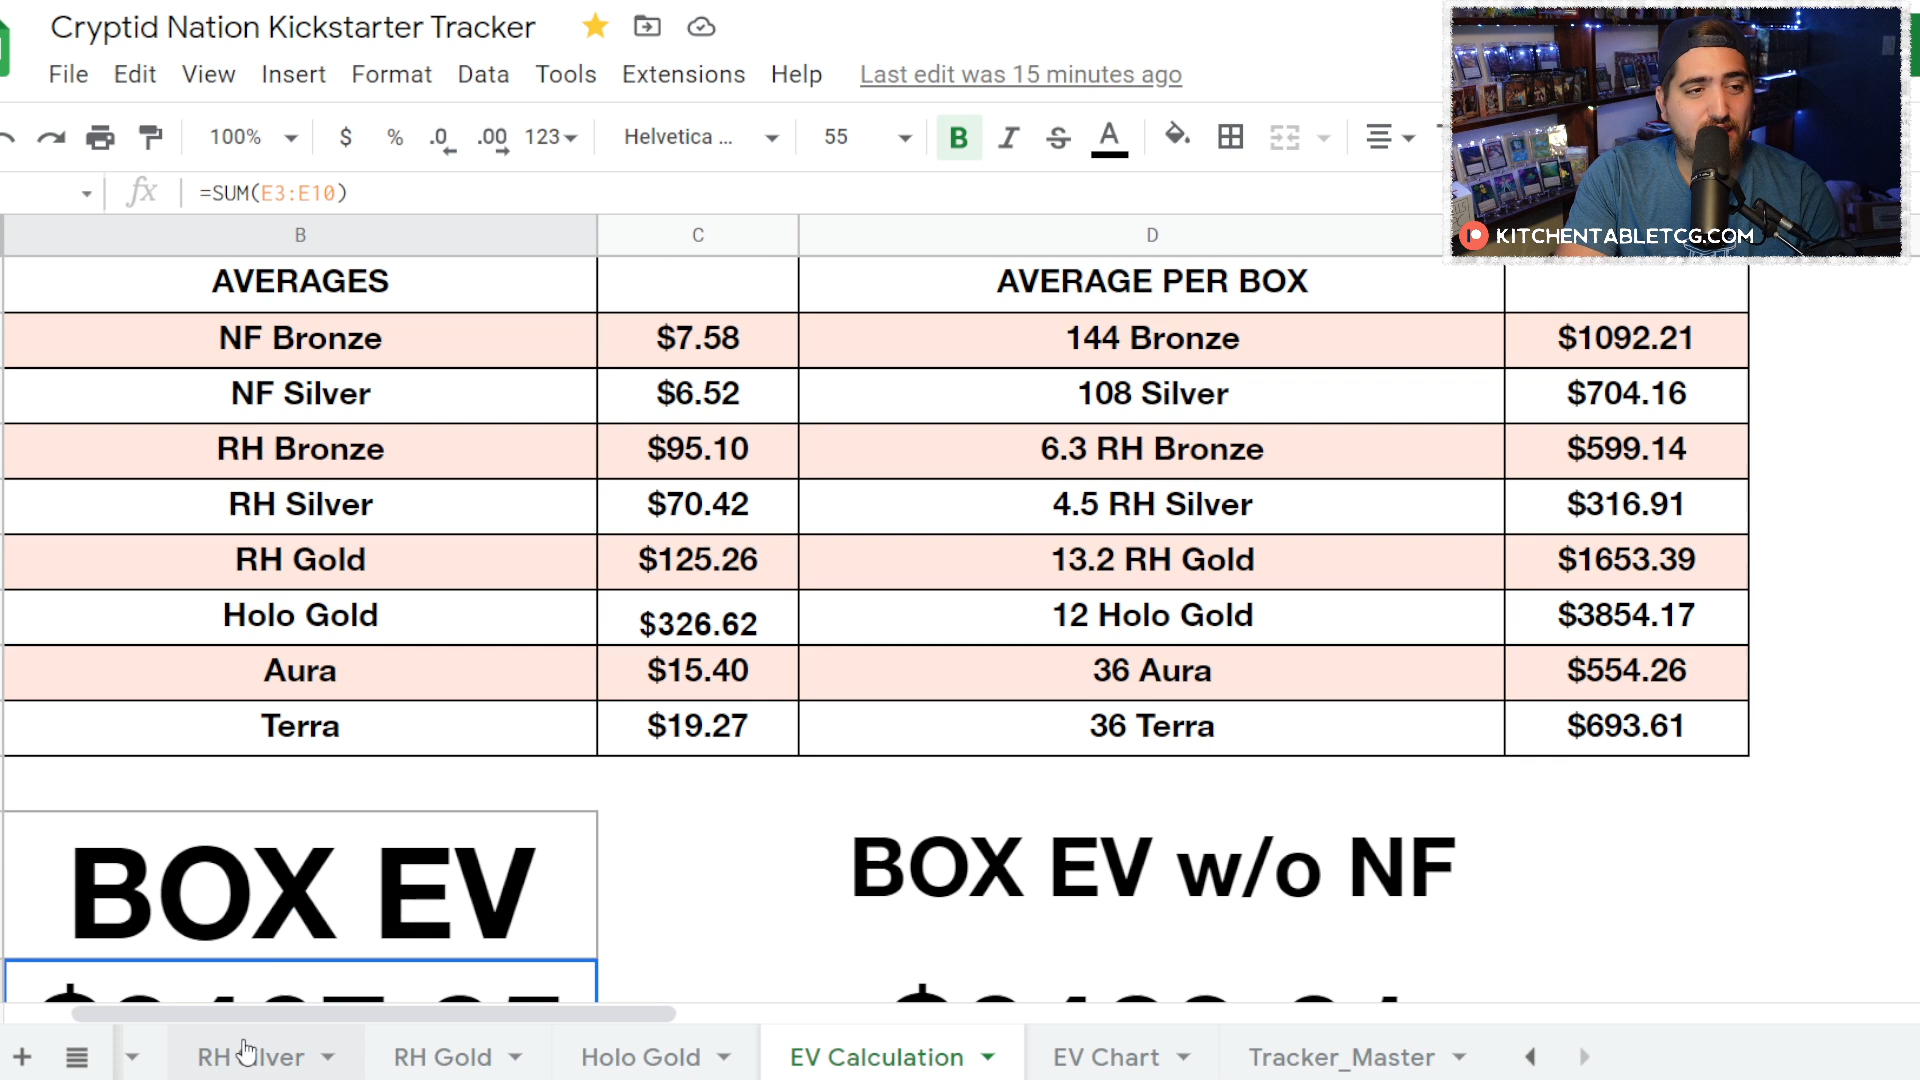 Cryptid Nation Kickstarter Tracker
File Edit View Insert Format Data Tools Extensions Help Last edit was 15 minutes ago
100% $ % .0 .00 123 Helvetica ... 55 B I S A
fx =SUM(E3:E10)
KITCHENTABLETCG.COM
B C D
AVERAGES AVERAGE PER BOX
NF Bronze $7.58 144 Bronze $1092.21
NF Silver $6.52 108 Silver $704.16
RH Bronze $95.10 6.3 RH Bronze $599.14
RH Silver $70.42 4.5 RH Silver $316.91
RH Gold $125.26 13.2 RH Gold $1653.39
Holo Gold $326.62 12 Holo Gold $3854.17
Aura $15.40 36 Aura $554.26
Terra $19.27 36 Terra $693.61
BOX EV BOX EV w/o NF
RH Silver RH Gold Holo Gold EV Calculation EV Chart Tracker_Master